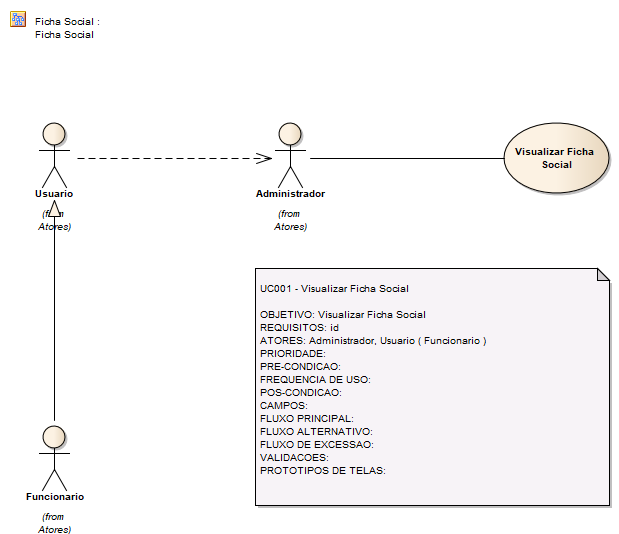 Ficha Social :
Ficha Social
Usuario
(from
Atores)
Administrador
(from
Atores)
Visualizar Ficha
Social
UC001 - Visualizar Ficha Social
OBJETIVO: Visualizar Ficha Social
REQUISITOS: id
ATORES: Administrador, Usuario ( Funcionario )
PRIORIDADE:
PRE-CONDICAO:
FREQUENCIA DE USO:
POS-CONDICAO:
CAMPOS:
FLUXO PRINCIPAL:
FLUXO ALTERNATIVO:
FLUXO DE EXCESSAO:
VALIDACOES:
PROTOTIPOS DE TELAS:
Funcionario
(from
Atores)